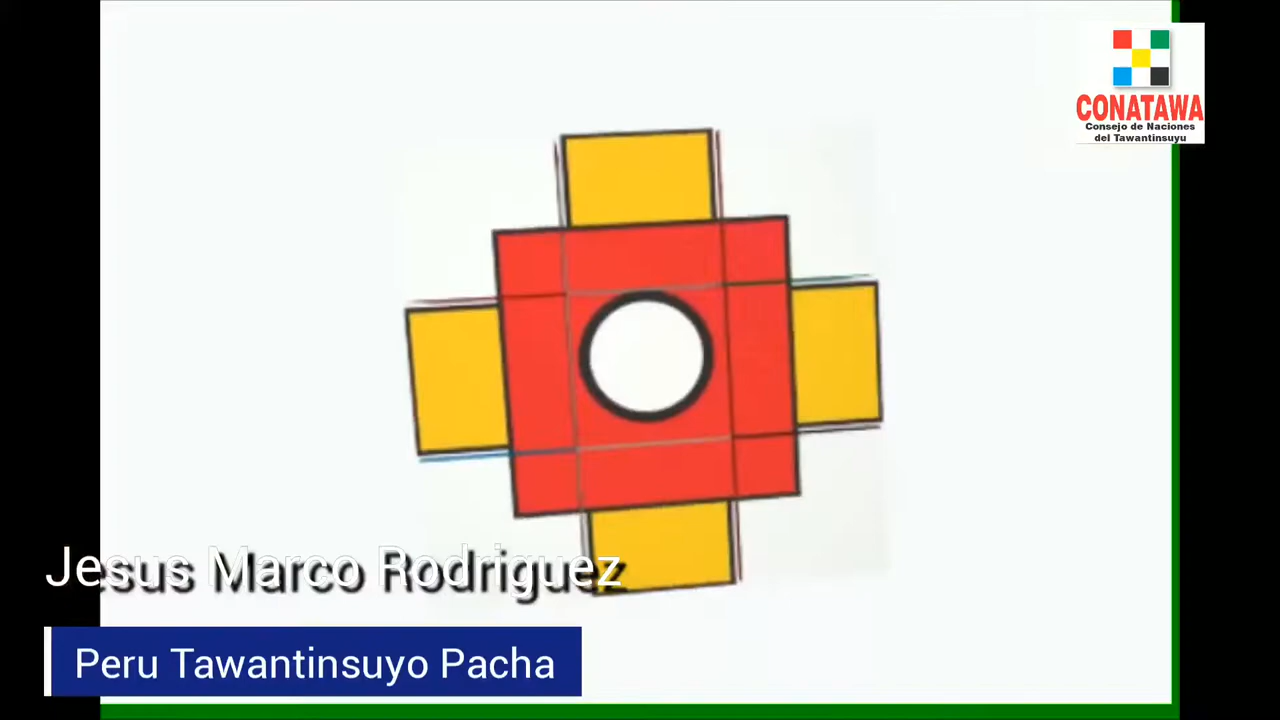 CONATAWA
Consejo de Naciones
del Tawantinsuyu
Jesus Marco Rodriguez
Peru Tawantinsuyo Pacha